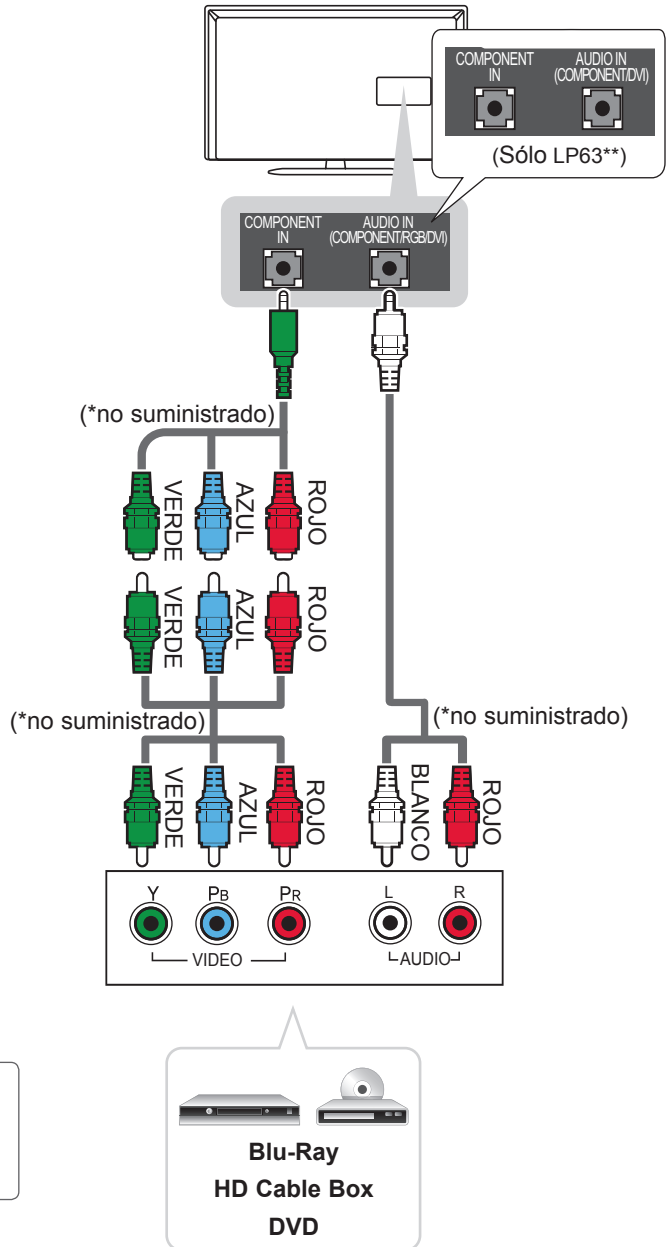 COMPONENT IN
AUDIO IN (COMPONENT/DVI)
(Sólo LP63**)
COMPONENT IN
AUDIO IN (COMPONENT/RGB/DVI)
(*no suministrado)
VERDE
AZUL
ROJO
VERDE
AZUL
ROJO
(*no suministrado)
(*no suministrado)
VERDE
AZUL
ROJO
BLANCO
ROJO
Y PB PR L R
VIDEO AUDIO
Blu-Ray
HD Cable Box
DVD